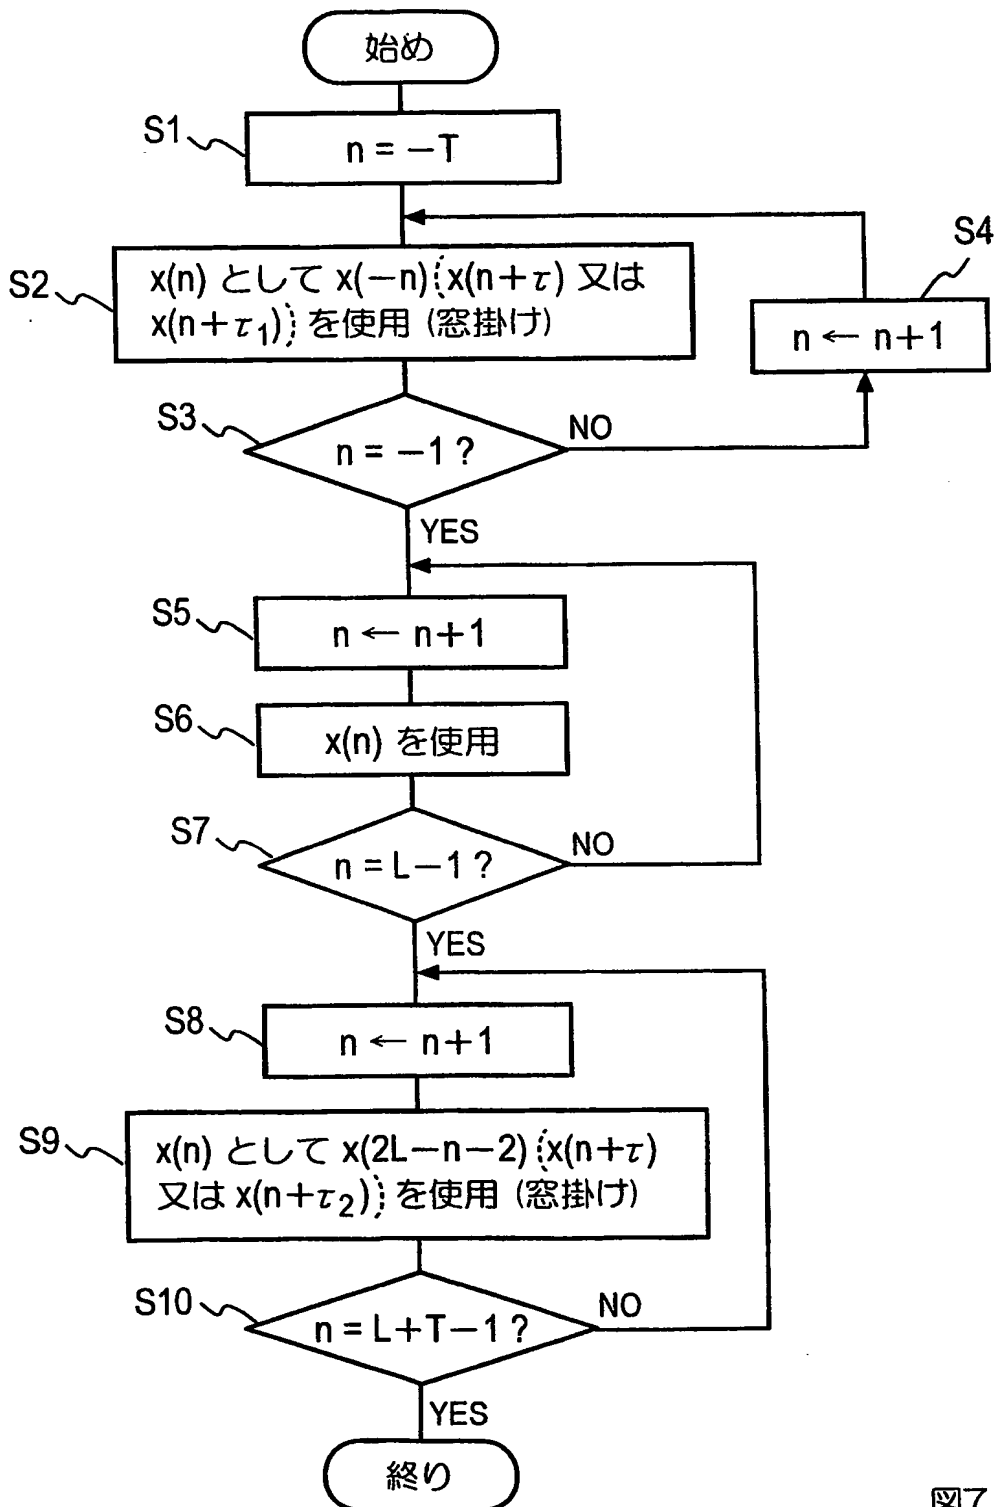 始め
S1
n = −T
S4
S2
x(n) として x(−n) (x(n+τ) 又は
x(n+τ1)) を使用 (窓掛け)
n ← n+1
S3
n = −1 ?
NO
YES
S5
n ← n+1
S6
x(n) を使用
S7
n = L−1 ?
NO
YES
S8
n ← n+1
S9
x(n) として x(2L−n−2) (x(n+τ)
又は x(n+τ2)) を使用 (窓掛け)
S10
n = L+T−1 ?
NO
YES
終り
図7